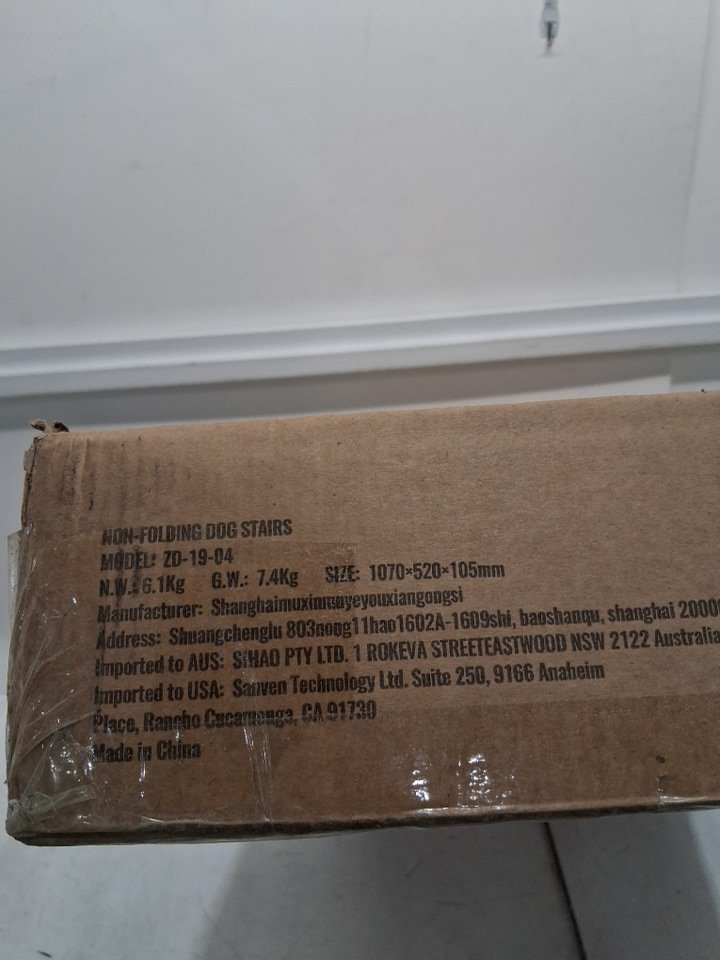 NON-FOLDING DOG STAIRS
MODEL: ZD-19-04
N.W.: 6.1Kg G.W.: 7.4Kg SIZE: 1070×520×105mm
Manufacturer: Shanghaimuxinmuyeyouxiangongsi
Address: Shuangchenglu 803nong11hao1602A-1609shi, baoshanqu, shanghai 20000
Imported to AUS: SIHAO PTY LTD. 1 ROKEVA STREETEASTWOOD NSW 2122 Australia
Imported to USA: Sanven Technology Ltd. Suite 250, 9166 Anaheim
Place, Rancho Cucamonga, CA 91730
Made in China